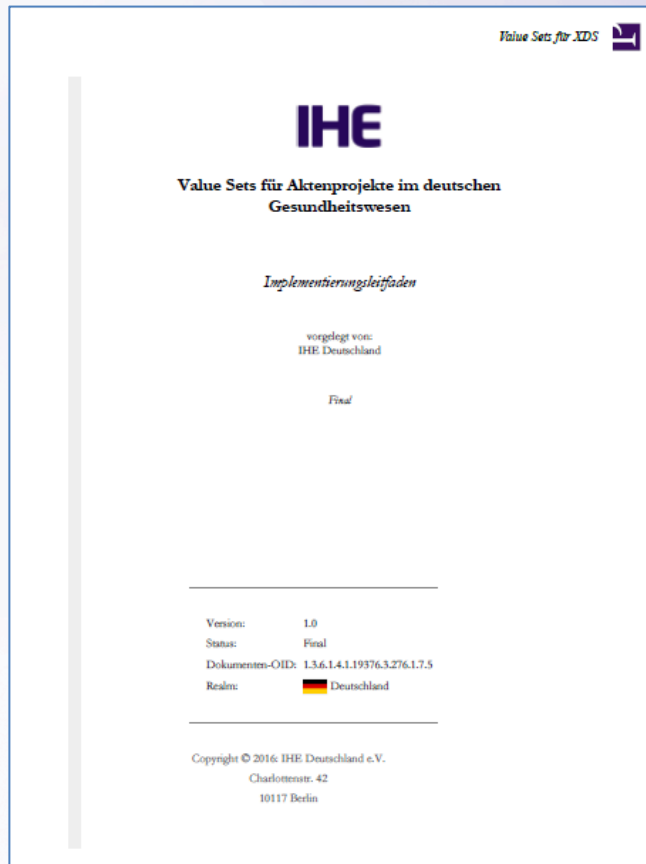 Value Sets für XDS
IHE
Value Sets für Aktenprojekte im deutschen
Gesundheitswesen
Implementierungsleitfaden
vorgelegt von:
IHE Deutschland
Final
Version: 1.0
Status: Final
Dokumenten-OID: 1.3.6.1.4.1.19376.3.276.1.7.5
Realm: Deutschland
Copyright © 2016: IHE Deutschland e.V.
Charlottenstr. 42
10117 Berlin